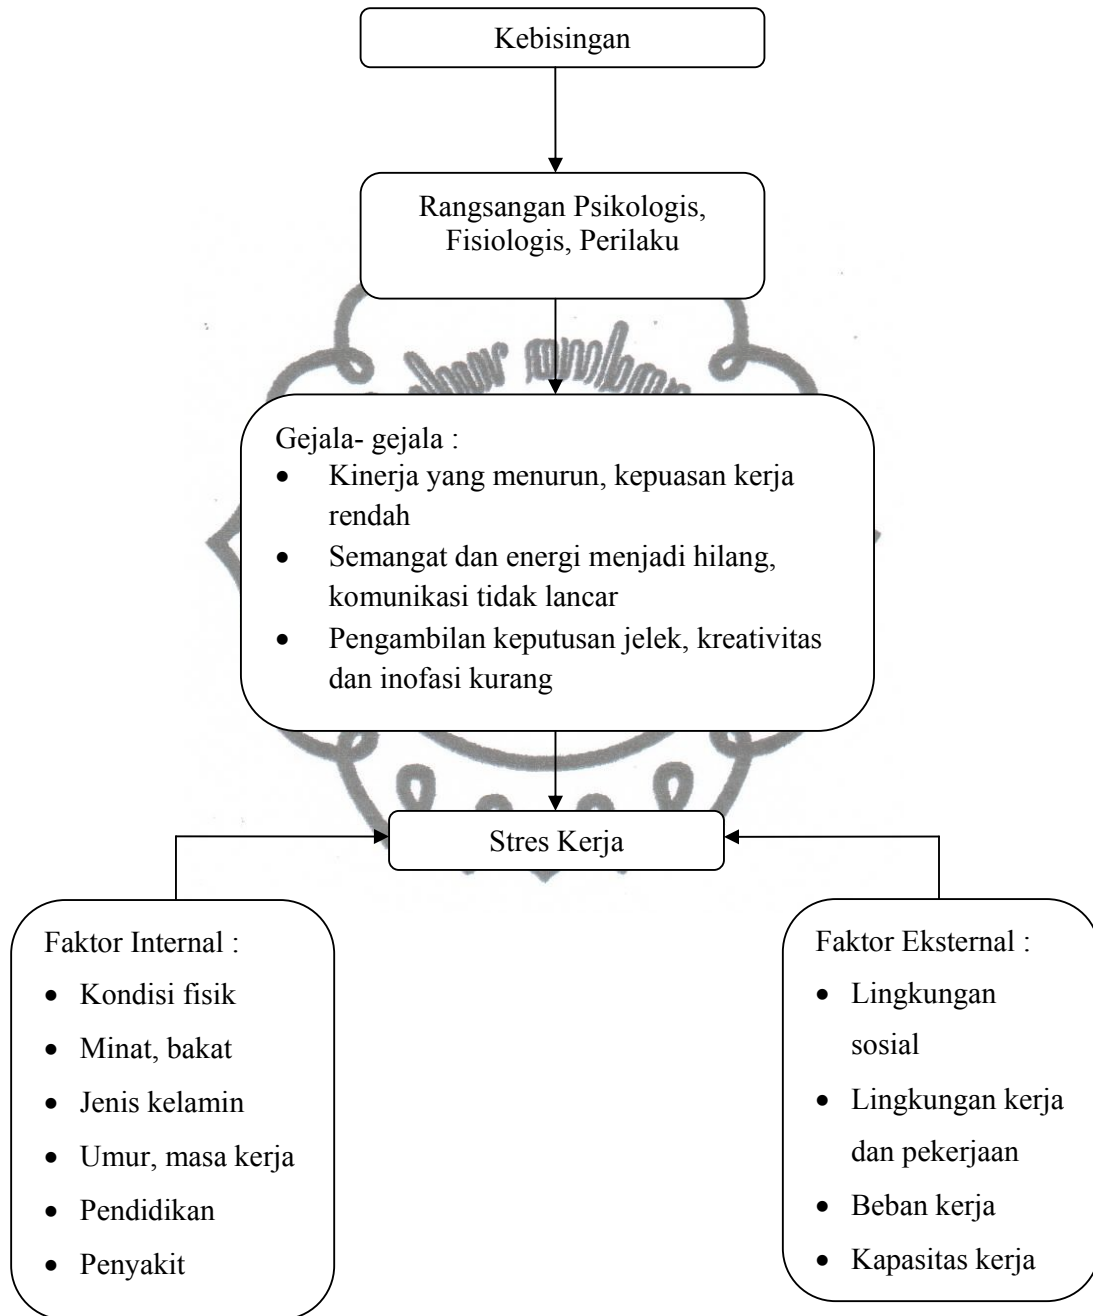 Kebisingan
Rangsangan Psikologis,
Fisiologis, Perilaku
Gejala- gejala :
• Kinerja yang menurun, kepuasan kerja
rendah
• Semangat dan energi menjadi hilang,
komunikasi tidak lancar
• Pengambilan keputusan jelek, kreativitas
dan inofasi kurang
Stres Kerja
Faktor Internal :
• Kondisi fisik
• Minat, bakat
• Jenis kelamin
• Umur, masa kerja
• Pendidikan
• Penyakit
Faktor Eksternal :
• Lingkungan
sosial
• Lingkungan kerja
dan pekerjaan
• Beban kerja
• Kapasitas kerja